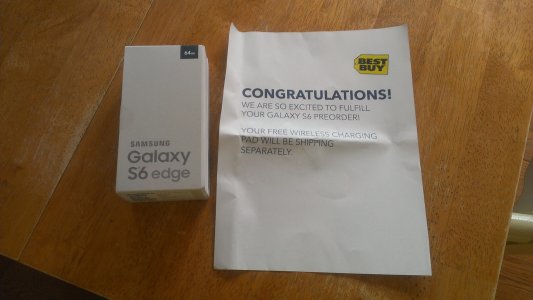 64GB
SAMSUNG
Galaxy
S6 edge
BEST
BUY
CONGRATULATIONS!
WE ARE SO EXCITED TO FULFILL
YOUR GALAXY S6 PREORDER!
YOUR FREE WIRELESS CHARGING
PAD WILL BE SHIPPING
SEPARATELY.